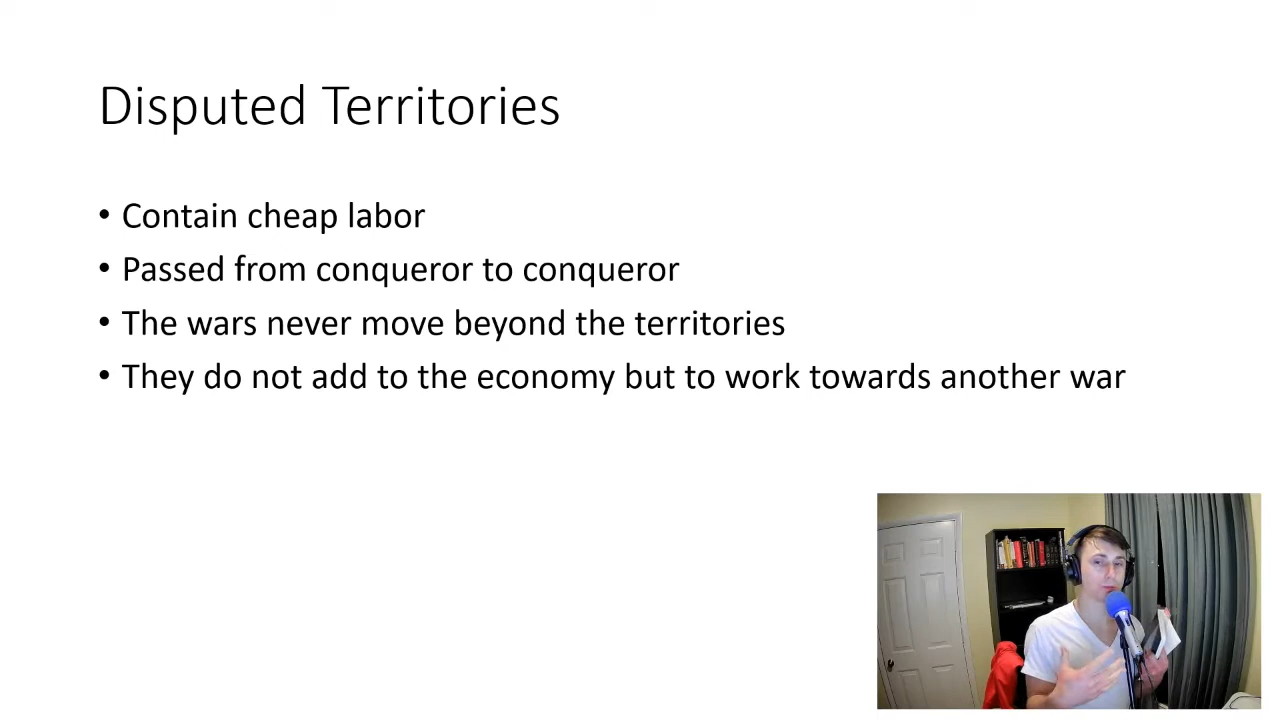 Disputed Territories
• Contain cheap labor
• Passed from conqueror to conqueror
• The wars never move beyond the territories
• They do not add to the economy but to work towards another war